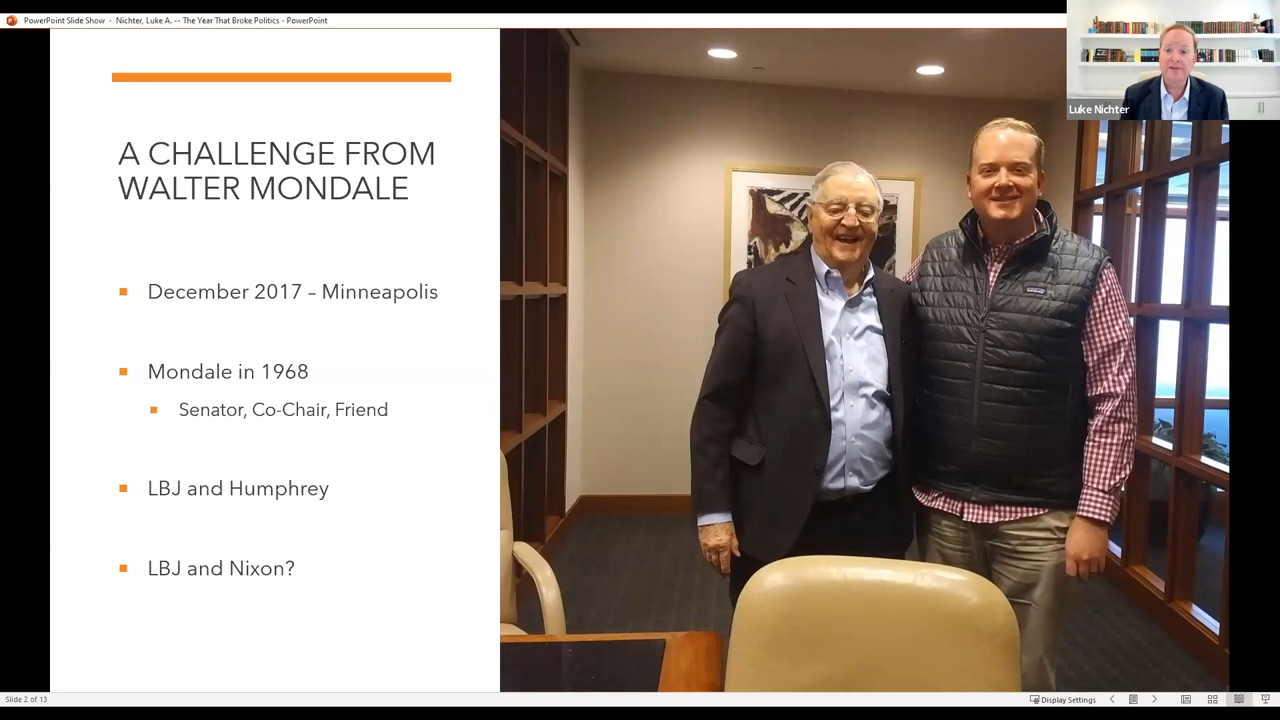 PowerPoint Slide Show - Nichter, Luke A. -- The Year That Broke Politics - PowerPoint
Luke Nichter
A CHALLENGE FROM
WALTER MONDALE
December 2017 – Minneapolis
Mondale in 1968
Senator, Co-Chair, Friend
LBJ and Humphrey
LBJ and Nixon?
patagonia
Slide 2 of 13
Display Settings